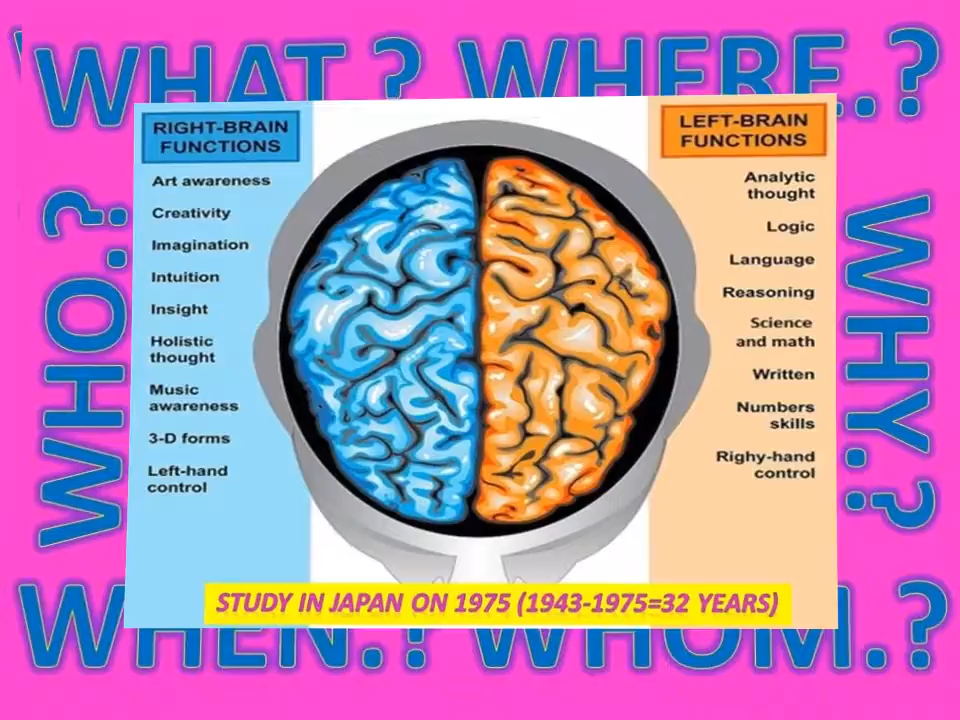 WHAT.? WHERE.?
WHO.?
RIGHT-BRAIN
FUNCTIONS
Art awareness
Creativity
Imagination
Intuition
Insight
Holistic
thought
Music
awareness
3-D forms
Left-hand
control
LEFT-BRAIN
FUNCTIONS
Analytic
thought
Logic
Language
Reasoning
Science
and math
Written
Numbers
skills
Righy-hand
control
WHY.?
STUDY IN JAPAN ON 1975 (1943-1975=32 YEARS)
WHEN.? WHOM.?